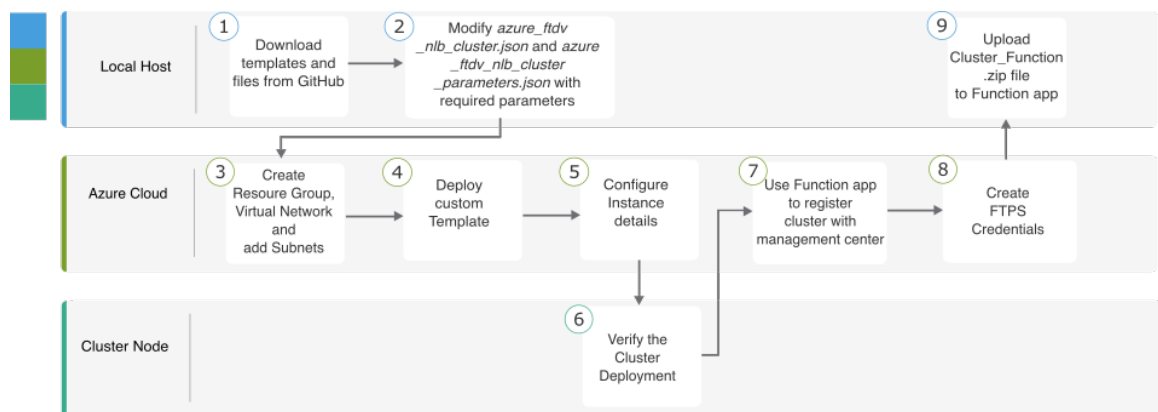 Local Host
1
Download
templates and
files from GitHub
2
Modify azure_ftdv
_nlb_cluster.json and azure
_ftdv_nlb_cluster
_parameters.json with
required parameters
9
Upload
Cluster_Function
.zip file
to Function app
Azure Cloud
3
Create
Resoure Group,
Virtual Network
and
add Subnets
4
Deploy
custom
Template
5
Configure
Instance
details
7
Use Function app
to register
cluster with
management center
8
Create
FTPS
Credentials
Cluster Node
6
Verify the
Cluster
Deployment